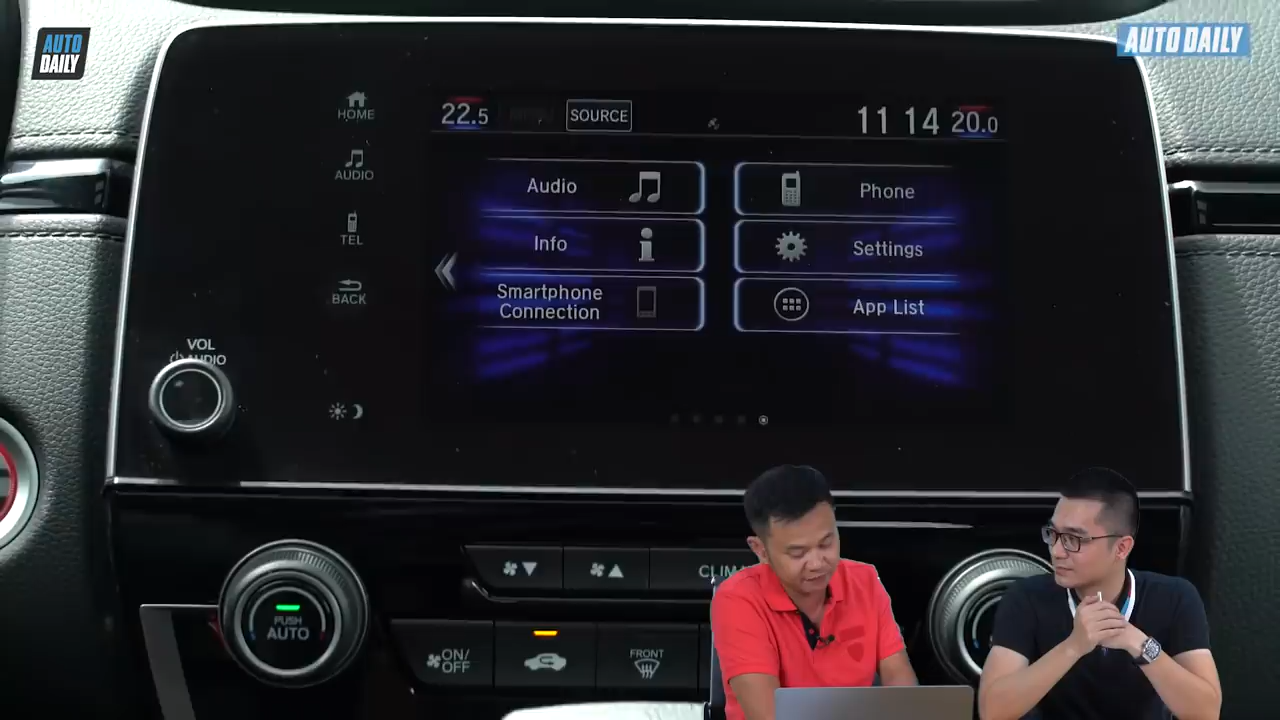 AUTO
DAILY
AUTO DAILY
HOME
AUDIO
TEL
BACK
VOL
AUDIO
22.5
SOURCE
11 14
20.0
Audio
Phone
Info
Settings
Smartphone
Connection
App List
PUSH
AUTO
ON/
OFF
FRONT